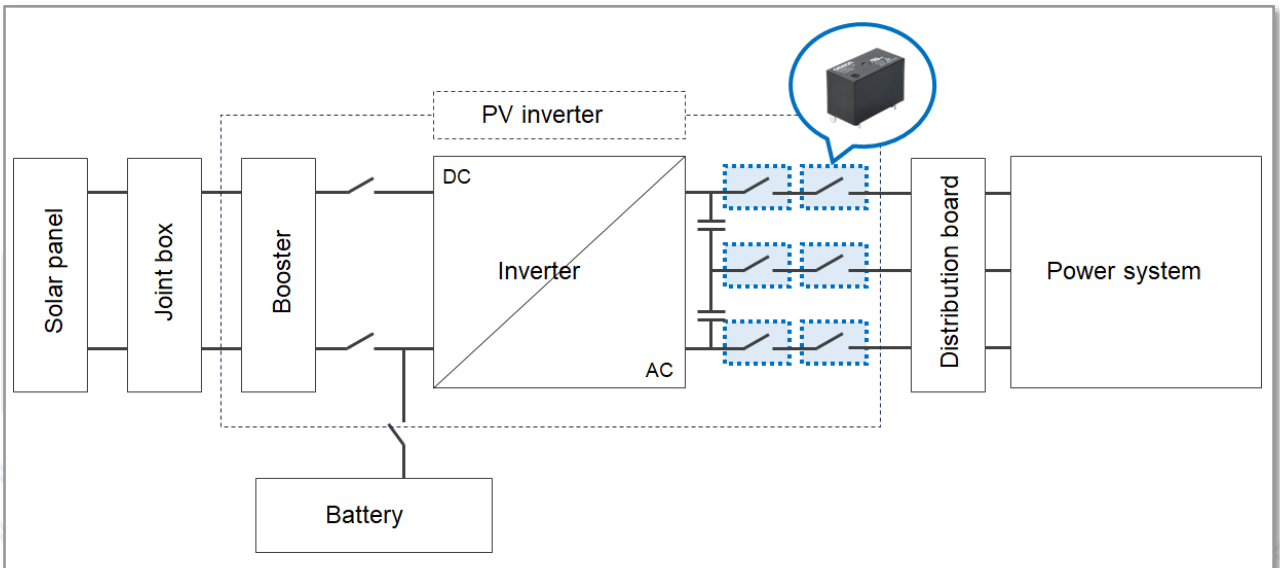 PV inverter
Solar panel
Joint box
Booster
DC
Inverter
AC
Distribution board
Power system
Battery